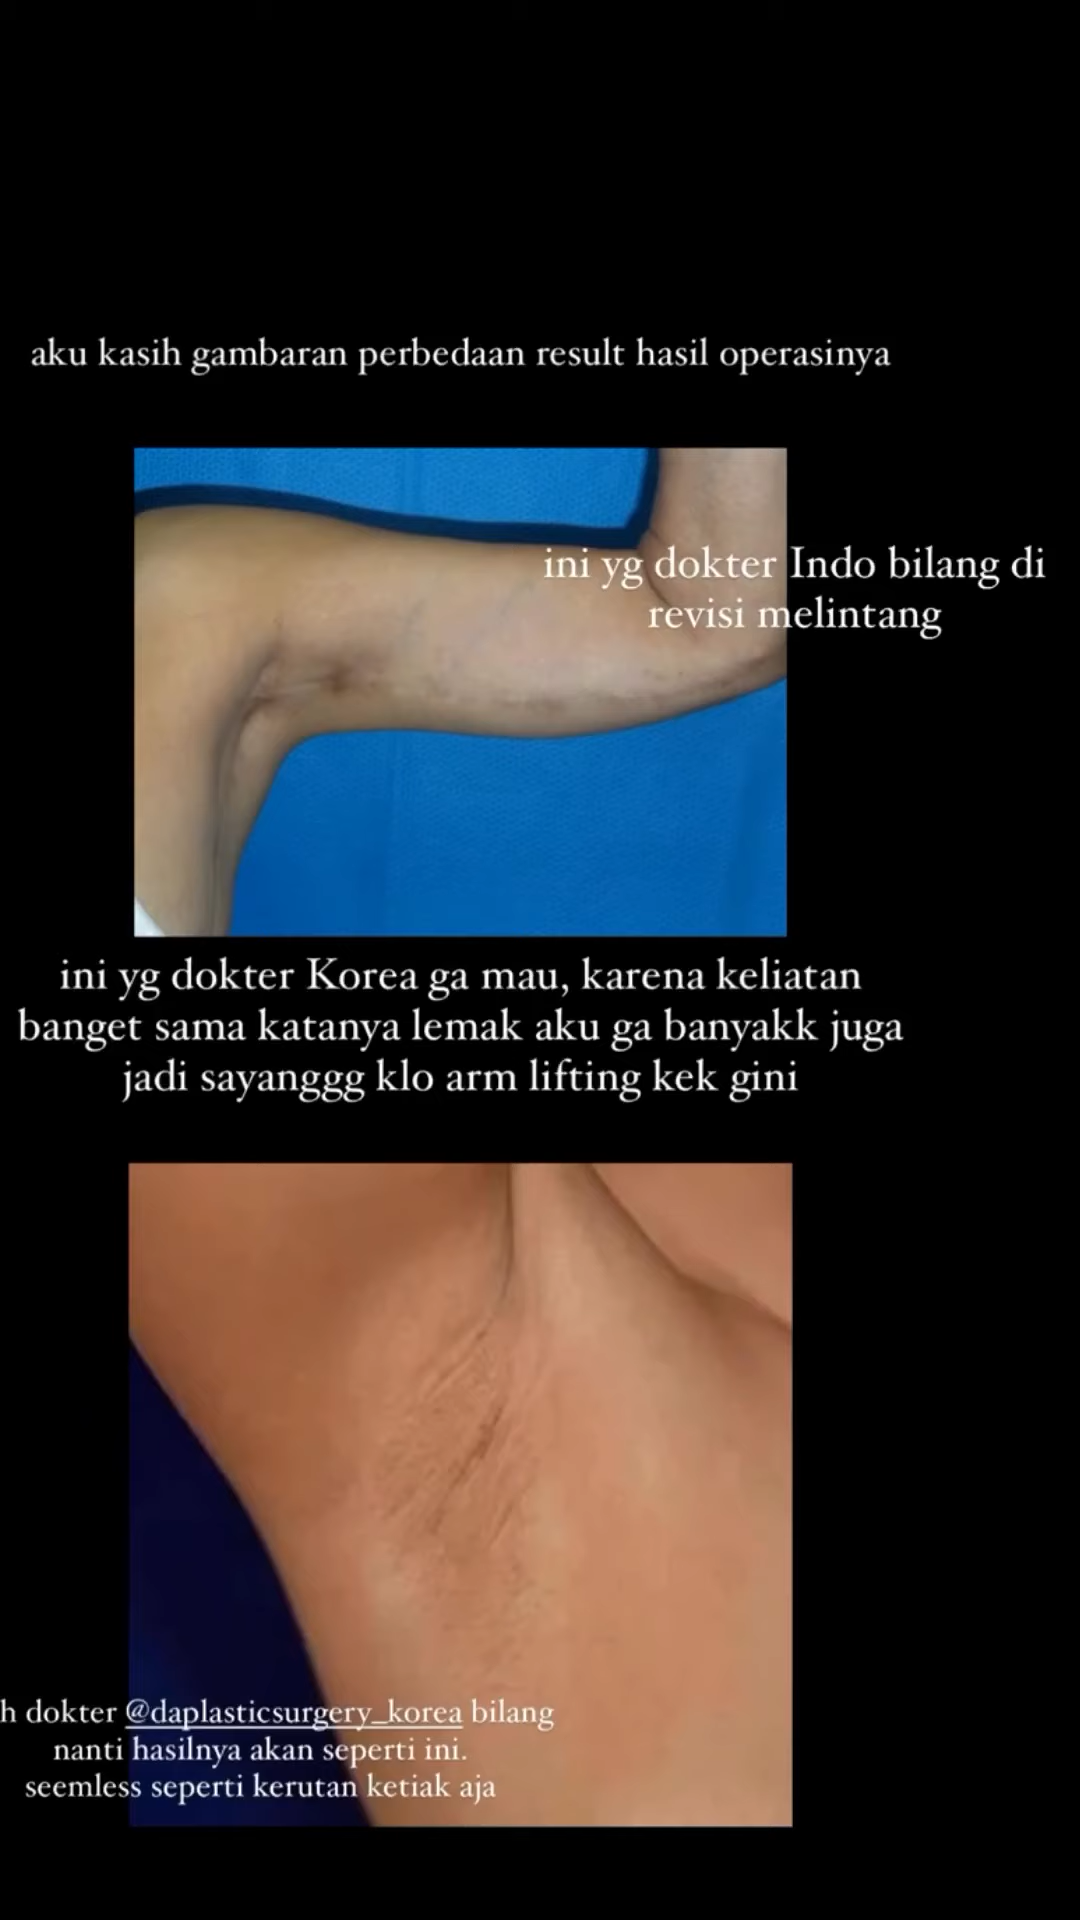 aku kasih gambaran perbedaan result hasil operasinya
ini yg dokter Indo bilang di
revisi melintang
ini yg dokter Korea ga mau, karena keliatan
banget sama katanya lemak aku ga banyakk juga
jadi sayanggg klo arm lifting kek gini
h dokter @daplasticsurgery_korea bilang
nanti hasilnya akan seperti ini.
seemless seperti kerutan ketiak aja